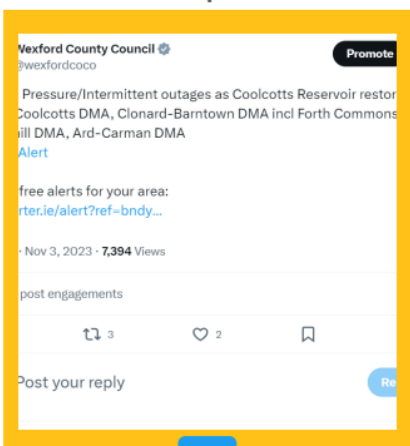 Wexford County Council
@wexfordcoco
Promote
Pressure/Intermittent outages as Coolcotts Reservoir restor
Coolcotts DMA, Clonard-Barntown DMA incl Forth Commons
ill DMA, Ard-Carman DMA
Alert
free alerts for your area:
rter.ie/alert?ref=bndy...
· Nov 3, 2023 · 7,394 Views
post engagements
3 2
Post your reply
Re